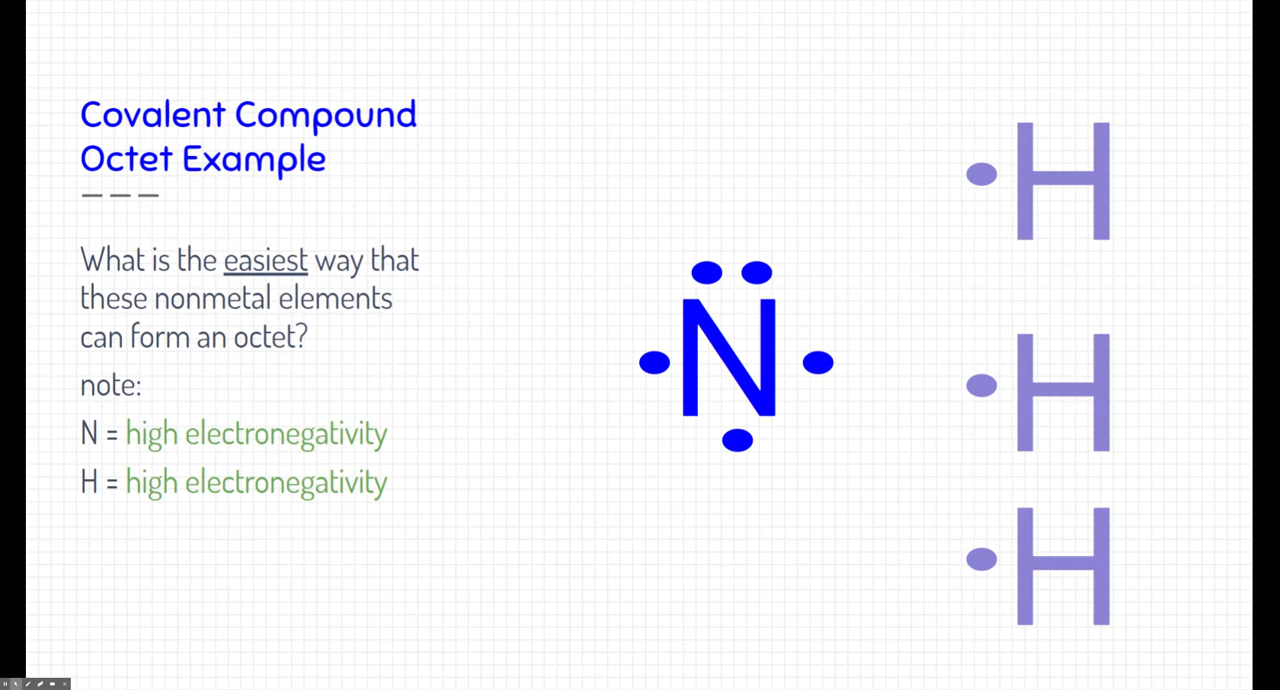 Covalent Compound
Octet Example
What is the easiest way that
these nonmetal elements
can form an octet?
note:
N = high electronegativity
H = high electronegativity
H
N
H
H